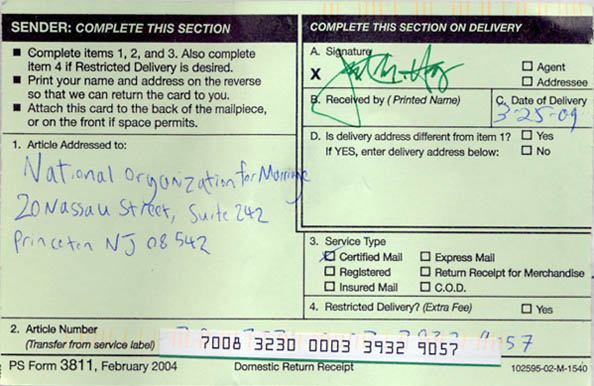 SENDER: COMPLETE THIS SECTION
■ Complete items 1, 2, and 3. Also complete
item 4 if Restricted Delivery is desired.
■ Print your name and address on the reverse
so that we can return the card to you.
■ Attach this card to the back of the mailpiece,
or on the front if space permits.
1. Article Addressed to:
National Organization for Marriage
20 Nassau Street, Suite 242
Princeton NJ 08542
COMPLETE THIS SECTION ON DELIVERY
A. Signature
X
☐ Agent
☐ Addressee
B. Received by (Printed Name)
C. Date of Delivery
3-25-09
D. Is delivery address different from item 1? ☐ Yes
If YES, enter delivery address below: ☐ No
3. Service Type
☒ Certified Mail ☐ Express Mail
☐ Registered ☐ Return Receipt for Merchandise
☐ Insured Mail ☐ C.O.D.
4. Restricted Delivery? (Extra Fee) ☐ Yes
2. Article Number
(Transfer from service label)
7008 3230 0003 3932 9057
57
PS Form 3811, February 2004 Domestic Return Receipt 102595-02-M-1540